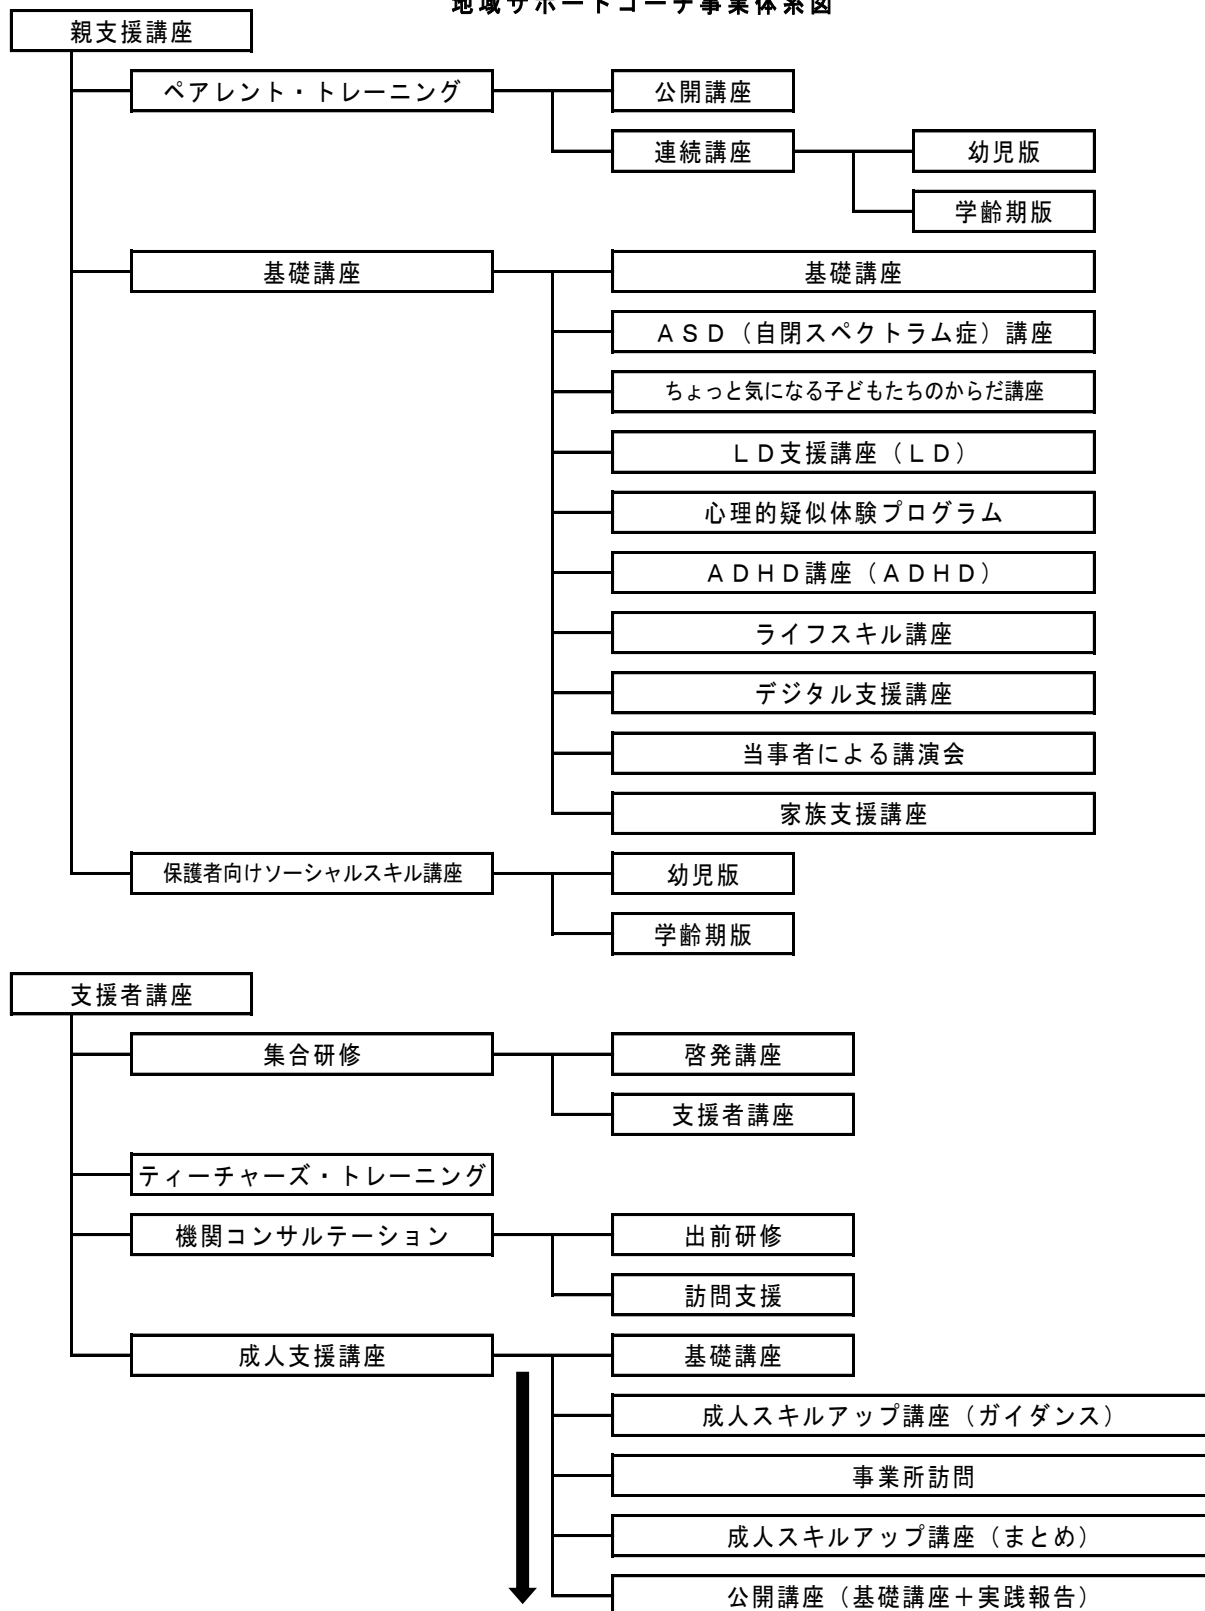 地域サポートコーチ事業体系図
親支援講座
ペアレント・トレーニング
公開講座
連続講座
幼児版
学齢期版
基礎講座
基礎講座
ＡＳＤ（自閉スペクトラム症）講座
ちょっと気になる子どもたちのからだ講座
ＬＤ支援講座（ＬＤ）
心理的疑似体験プログラム
ＡＤＨＤ講座（ＡＤＨＤ）
ライフスキル講座
デジタル支援講座
当事者による講演会
家族支援講座
保護者向けソーシャルスキル講座
幼児版
学齢期版
支援者講座
集合研修
啓発講座
支援者講座
ティーチャーズ・トレーニング
機関コンサルテーション
出前研修
訪問支援
成人支援講座
基礎講座
成人スキルアップ講座（ガイダンス）
事業所訪問
成人スキルアップ講座（まとめ）
公開講座（基礎講座＋実践報告）